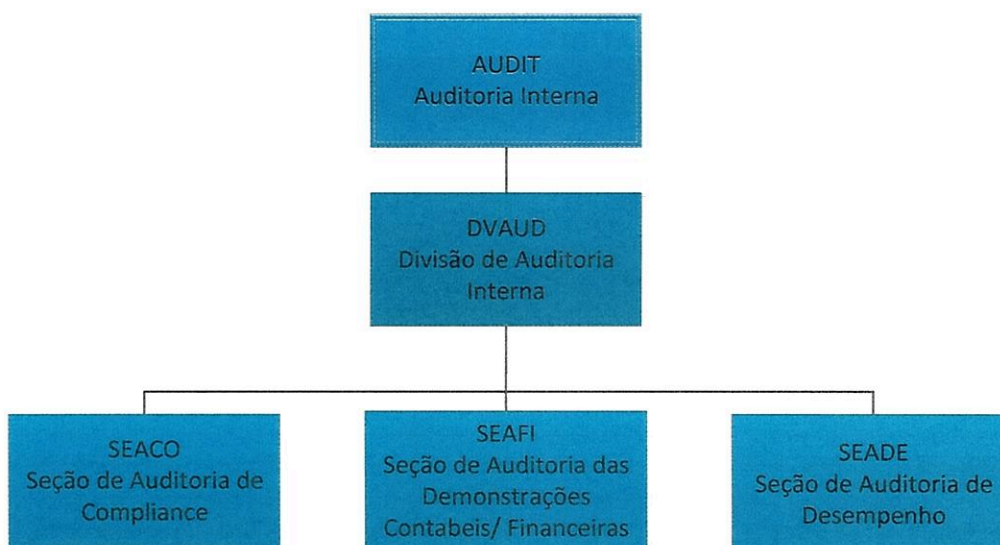 AUDIT
Auditoria Interna
DVAUD
Divisão de Auditoria
Interna
SEACO
Seção de Auditoria de
Compliance
SEAFI
Seção de Auditoria das
Demonstrações
Contabeis/ Financeiras
SEADE
Seção de Auditoria de
Desempenho